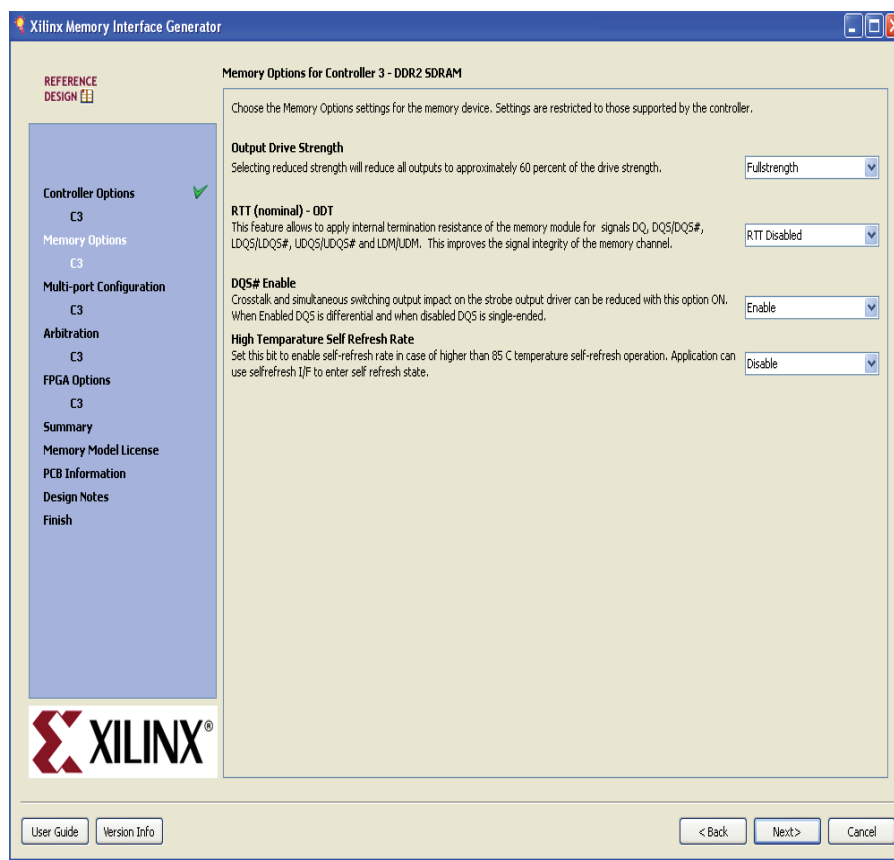 Xilinx Memory Interface Generator
REFERENCE
DESIGN
Controller Options
C3
Memory Options
C3
Multi-port Configuration
C3
Arbitration
C3
FPGA Options
C3
Summary
Memory Model License
PCB Information
Design Notes
Finish
XILINX®
Memory Options for Controller 3 - DDR2 SDRAM
Choose the Memory Options settings for the memory device. Settings are restricted to those supported by the controller.
Output Drive Strength
Selecting reduced strength will reduce all outputs to approximately 60 percent of the drive strength.
Fullstrength
RTT (nominal) - ODT
This feature allows to apply internal termination resistance of the memory module for signals DQ, DQS/DQS#,
LDQS/LDQS#, UDQS/UDQS# and LDM/UDM. This improves the signal integrity of the memory channel.
RTT Disabled
DQS# Enable
Crosstalk and simultaneous switching output impact on the strobe output driver can be reduced with this option ON.
When Enabled DQS is differential and when disabled DQS is single-ended.
Enable
High Temparature Self Refresh Rate
Set this bit to enable self-refresh rate in case of higher than 85 C temperature self-refresh operation. Application can
use selfrefresh I/F to enter self refresh state.
Disable
User Guide
Version Info
< Back
Next>
Cancel